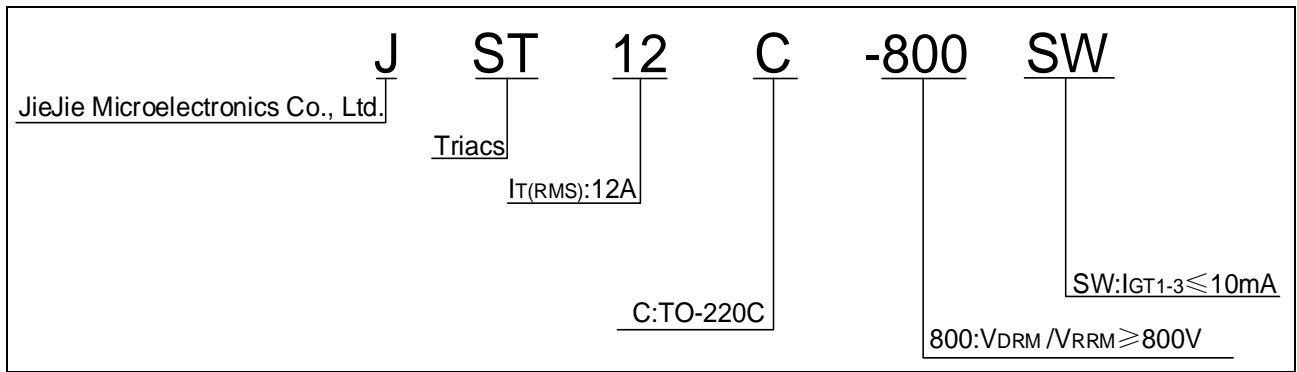 J ST 12 C -800 SW
JieJie Microelectronics Co., Ltd.
Triacs
IT(RMS):12A
SW:IGT1-3≤10mA
C:TO-220C
800:VDRM /VRRM≥800V